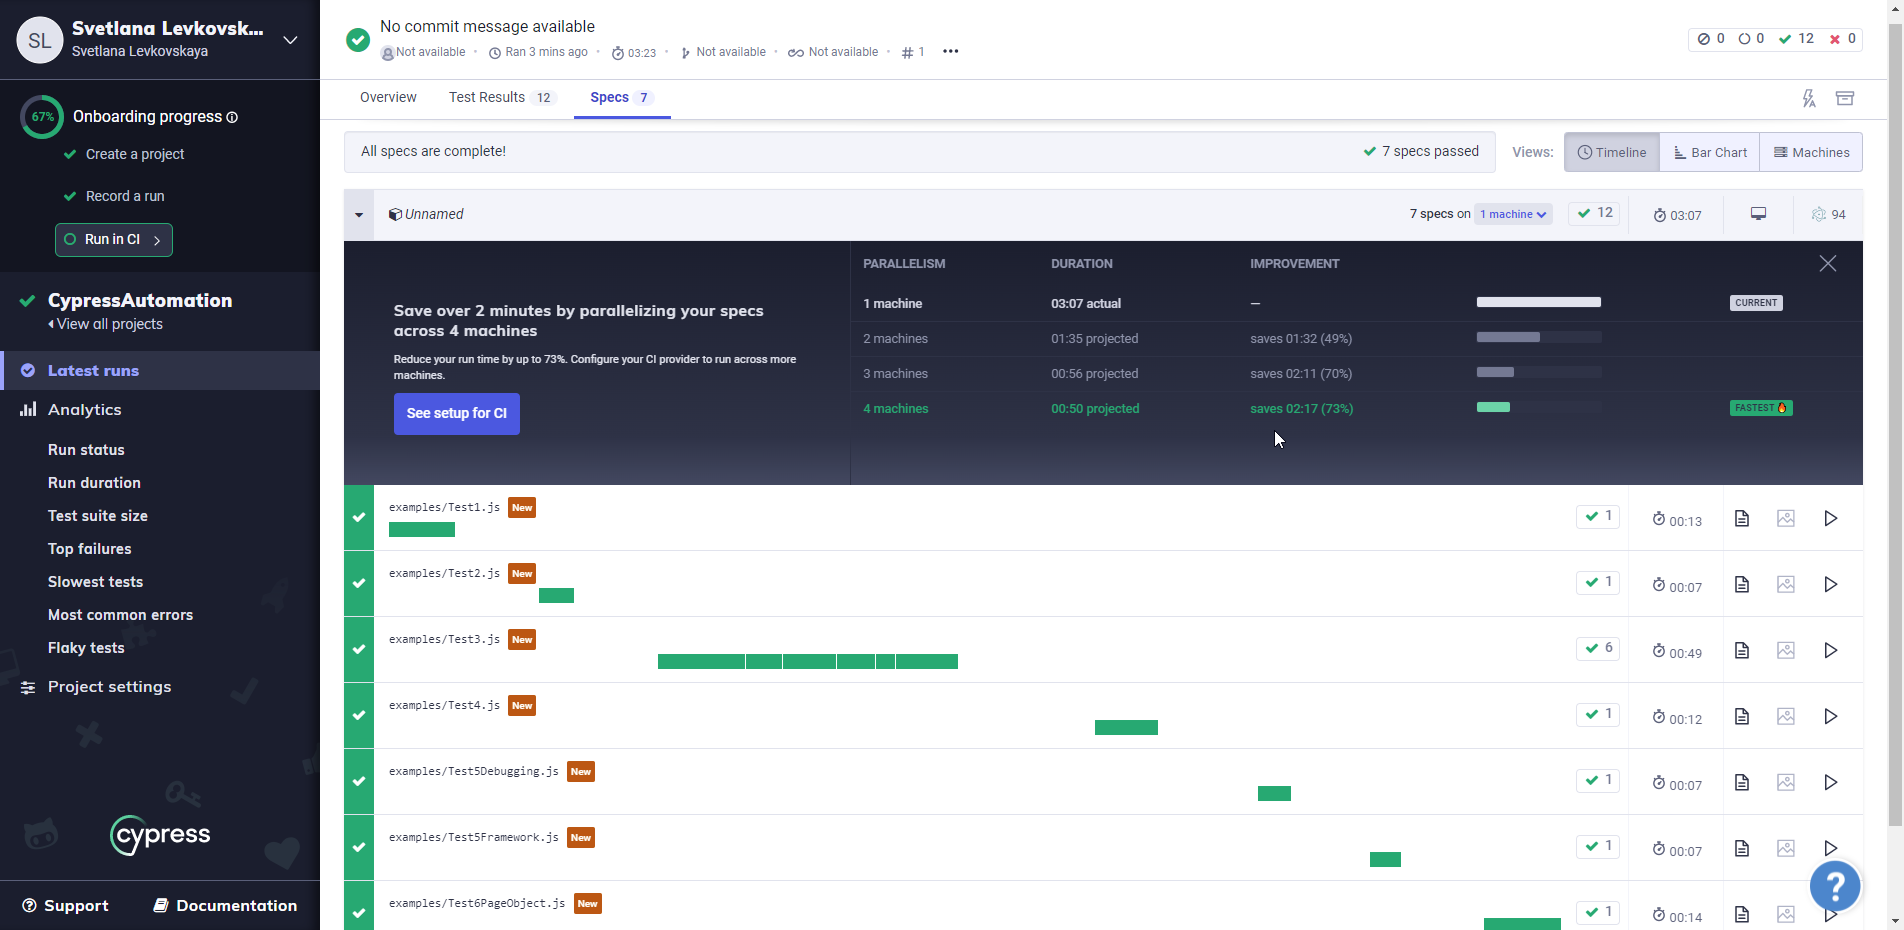 SL
Svetlana Levkovsk...
Svetlana Levkovskaya
67%
Onboarding progress
Create a project
Record a run
Run in CI
CypressAutomation
View all projects
Latest runs
Analytics
Run status
Run duration
Test suite size
Top failures
Slowest tests
Most common errors
Flaky tests
Project settings
cypress
Support
Documentation
No commit message available
Not available
Ran 3 mins ago
03:23
Not available
Not available
# 1
0 0 12 0
Overview
Test Results 12
Specs 7
All specs are complete!
7 specs passed
Views:
Timeline
Bar Chart
Machines
Unnamed
7 specs on 1 machine
12
03:07
94
Save over 2 minutes by parallelizing your specs
across 4 machines
Reduce your run time by up to 73%. Configure your CI provider to run across more
machines.
See setup for CI
PARALLELISM DURATION IMPROVEMENT
1 machine 03:07 actual — CURRENT
2 machines 01:35 projected saves 01:32 (49%)
3 machines 00:56 projected saves 02:11 (70%)
4 machines 00:50 projected saves 02:17 (73%) FASTEST🔥
examples/Test1.js New 1 00:13
examples/Test2.js New 1 00:07
examples/Test3.js New 6 00:49
examples/Test4.js New 1 00:12
examples/Test5Debugging.js New 1 00:07
examples/Test5Framework.js New 1 00:07
examples/Test6PageObject.js New 1 00:14
?